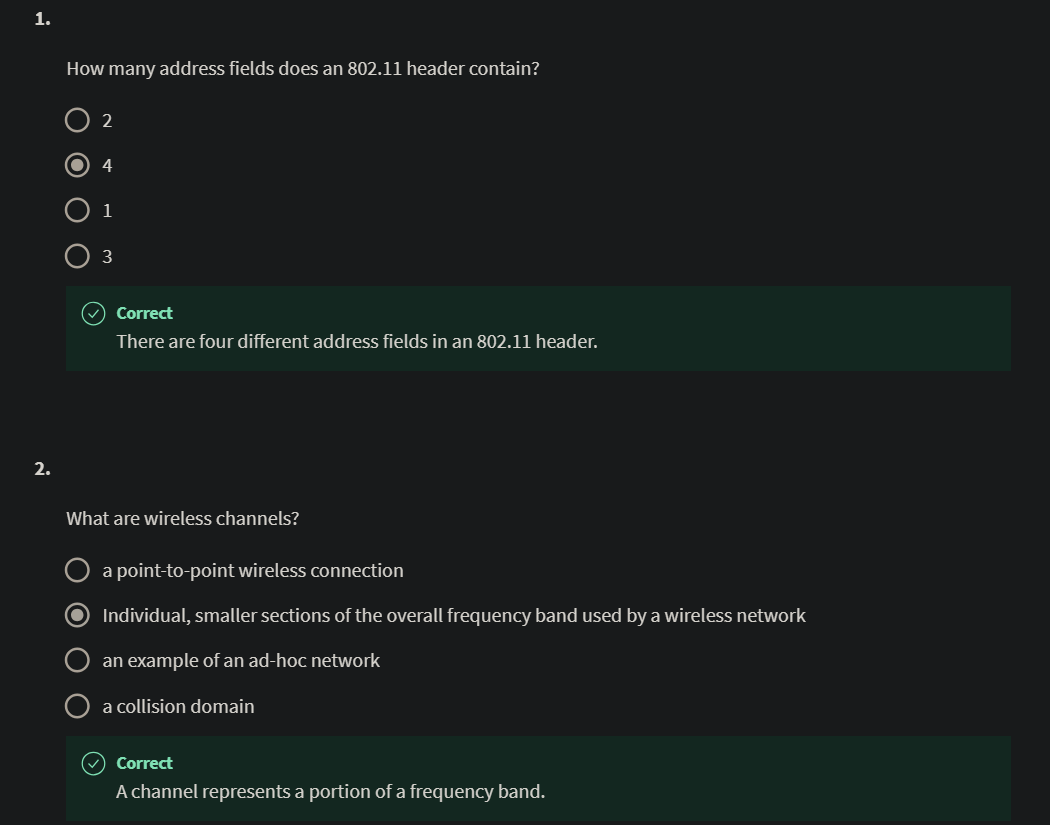 1.
How many address fields does an 802.11 header contain?
2
4
1
3
Correct
There are four different address fields in an 802.11 header.
2.
What are wireless channels?
a point-to-point wireless connection
Individual, smaller sections of the overall frequency band used by a wireless network
an example of an ad-hoc network
a collision domain
Correct
A channel represents a portion of a frequency band.